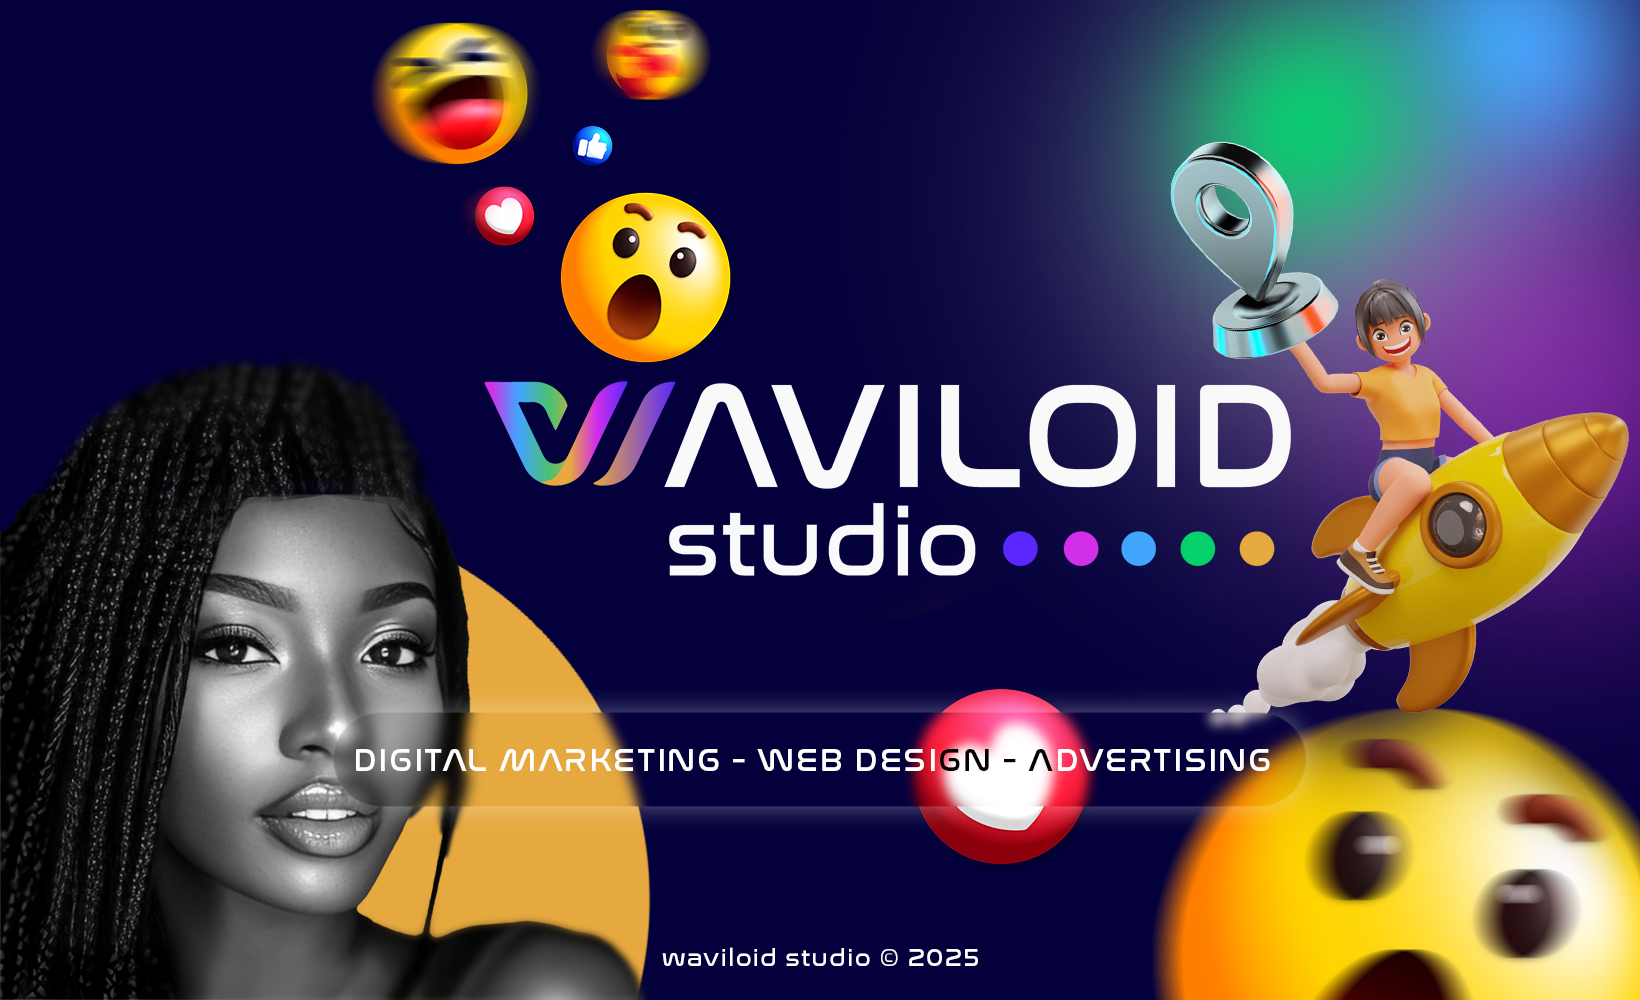 WAVILOID
studio
DIGITAL MARKETING - WEB DESIGN - ADVERTISING
waviloid studio © 2025